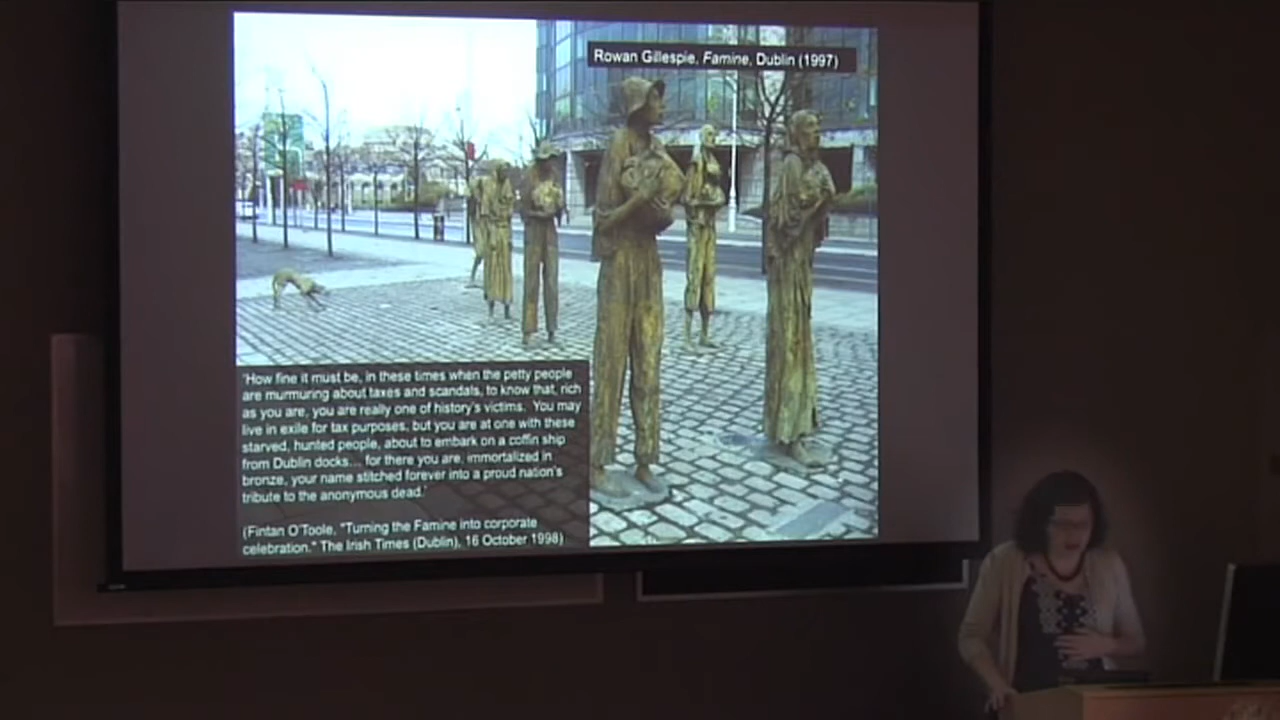 Rowan Gillespie, Famine, Dublin (1997)
'How fine it must be, in these times when the petty people
are murmuring about taxes and scandals, to know that, rich
as you are, you are really one of history's victims. You may
live in exile for tax purposes, but you are at one with these
starved, hunted people, about to embark on a coffin ship
from Dublin docks... for there you are, immortalized in
bronze, your name stitched forever into a proud nation's
tribute to the anonymous dead.'
(Fintan O'Toole, "Turning the Famine into corporate
celebration." The Irish Times (Dublin), 16 October 1998)